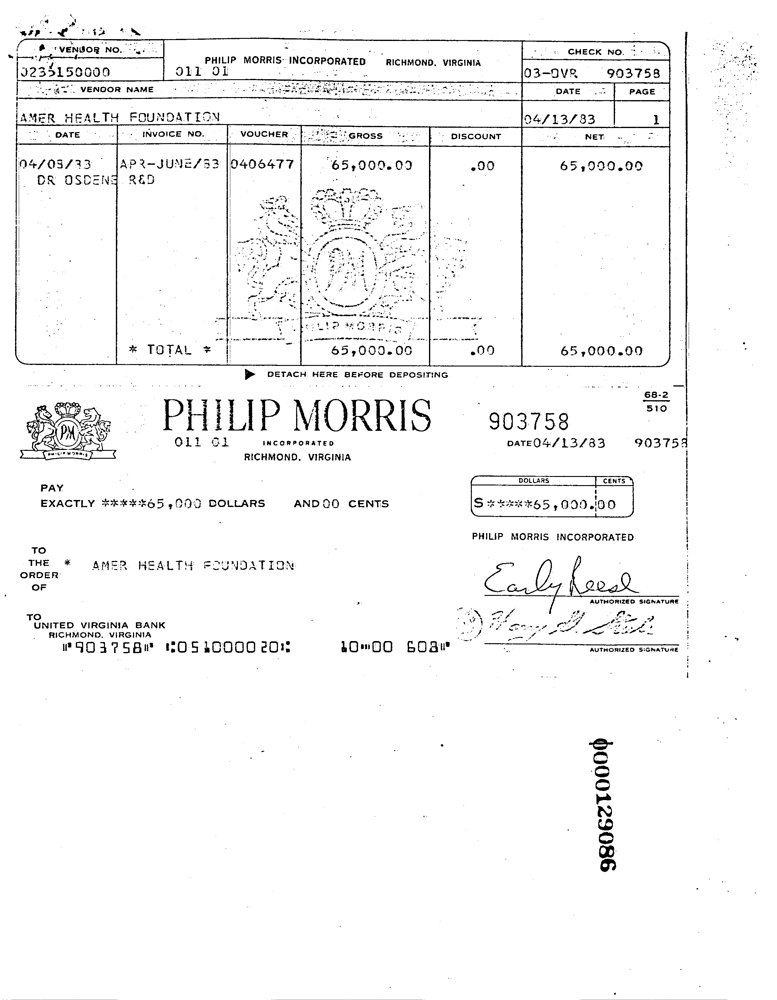 VENDOR NO.
PHILIP MORRIS INCORPORATED RICHMOND, VIRGINIA
CHECK NO.
0235150000 011 01 03-OVR 903758
VENDOR NAME DATE PAGE
AMER HEALTH FOUNDATION 04/13/83 1
DATE INVOICE NO. VOUCHER GROSS DISCOUNT NET
04/05/83 APR-JUNE/83 0406477 65,000.00 .00 65,000.00
DR OSDENE R&D
PM
PHILIP MORRIS
* TOTAL * 65,000.00 .00 65,000.00
DETACH HERE BEFORE DEPOSITING
68-2
510
PM
PHILIP MORRIS
PHILIP MORRIS 903758
011 01 INCORPORATED DATE 04/13/83 903758
RICHMOND, VIRGINIA
DOLLARS CENTS
PAY
EXACTLY *****65,000 DOLLARS AND 00 CENTS $*****65,000.00
PHILIP MORRIS INCORPORATED
TO
THE * AMER HEALTH FOUNDATION
ORDER
OF
AUTHORIZED SIGNATURE
TO
UNITED VIRGINIA BANK
RICHMOND, VIRGINIA
⑈903758⑈ ⑆051000020⑆ 10⑉00 608⑈
AUTHORIZED SIGNATURE
0000129086